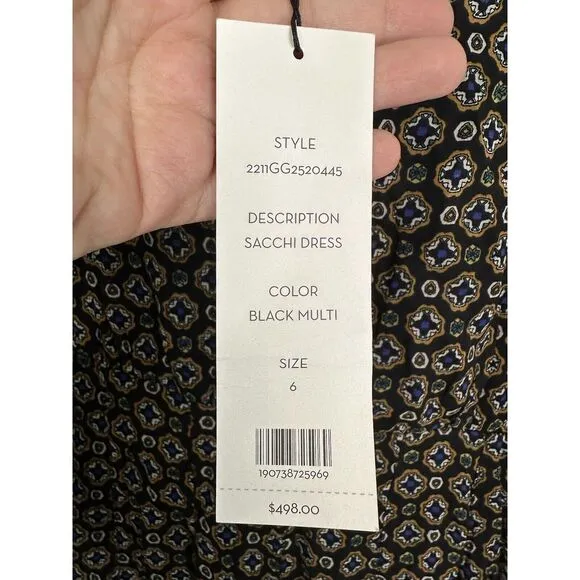 STYLE
2211GG2520445
DESCRIPTION
SACCHI DRESS
COLOR
BLACK MULTI
SIZE
6
190738725969
$498.00